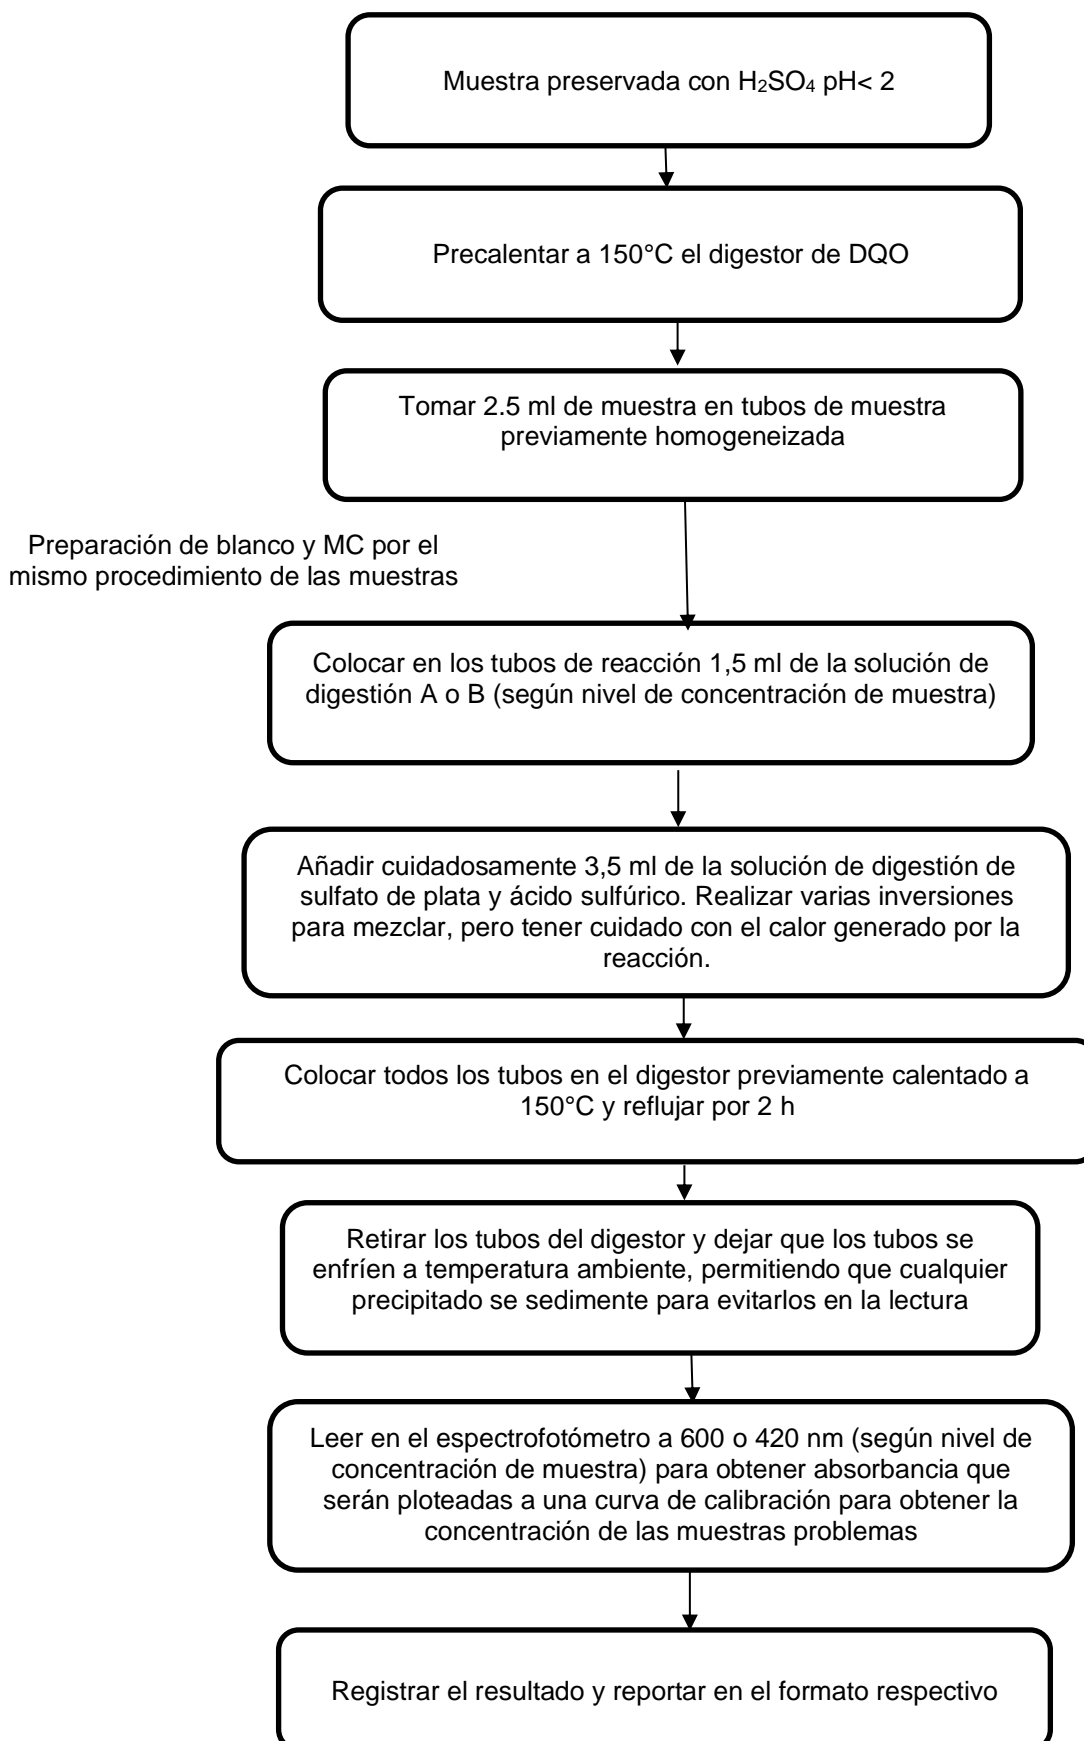 Muestra preservada con H₂SO₄ pH< 2
Precalentar a 150°C el digestor de DQO
Tomar 2.5 ml de muestra en tubos de muestra
previamente homogeneizada
Preparación de blanco y MC por el
mismo procedimiento de las muestras
Colocar en los tubos de reacción 1,5 ml de la solución de
digestión A o B (según nivel de concentración de muestra)
Añadir cuidadosamente 3,5 ml de la solución de digestión de
sulfato de plata y ácido sulfúrico. Realizar varias inversiones
para mezclar, pero tener cuidado con el calor generado por la
reacción.
Colocar todos los tubos en el digestor previamente calentado a
150°C y reflujar por 2 h
Retirar los tubos del digestor y dejar que los tubos se
enfríen a temperatura ambiente, permitiendo que cualquier
precipitado se sedimente para evitarlos en la lectura
Leer en el espectrofotómetro a 600 o 420 nm (según nivel de
concentración de muestra) para obtener absorbancia que
serán ploteadas a una curva de calibración para obtener la
concentración de las muestras problemas
Registrar el resultado y reportar en el formato respectivo